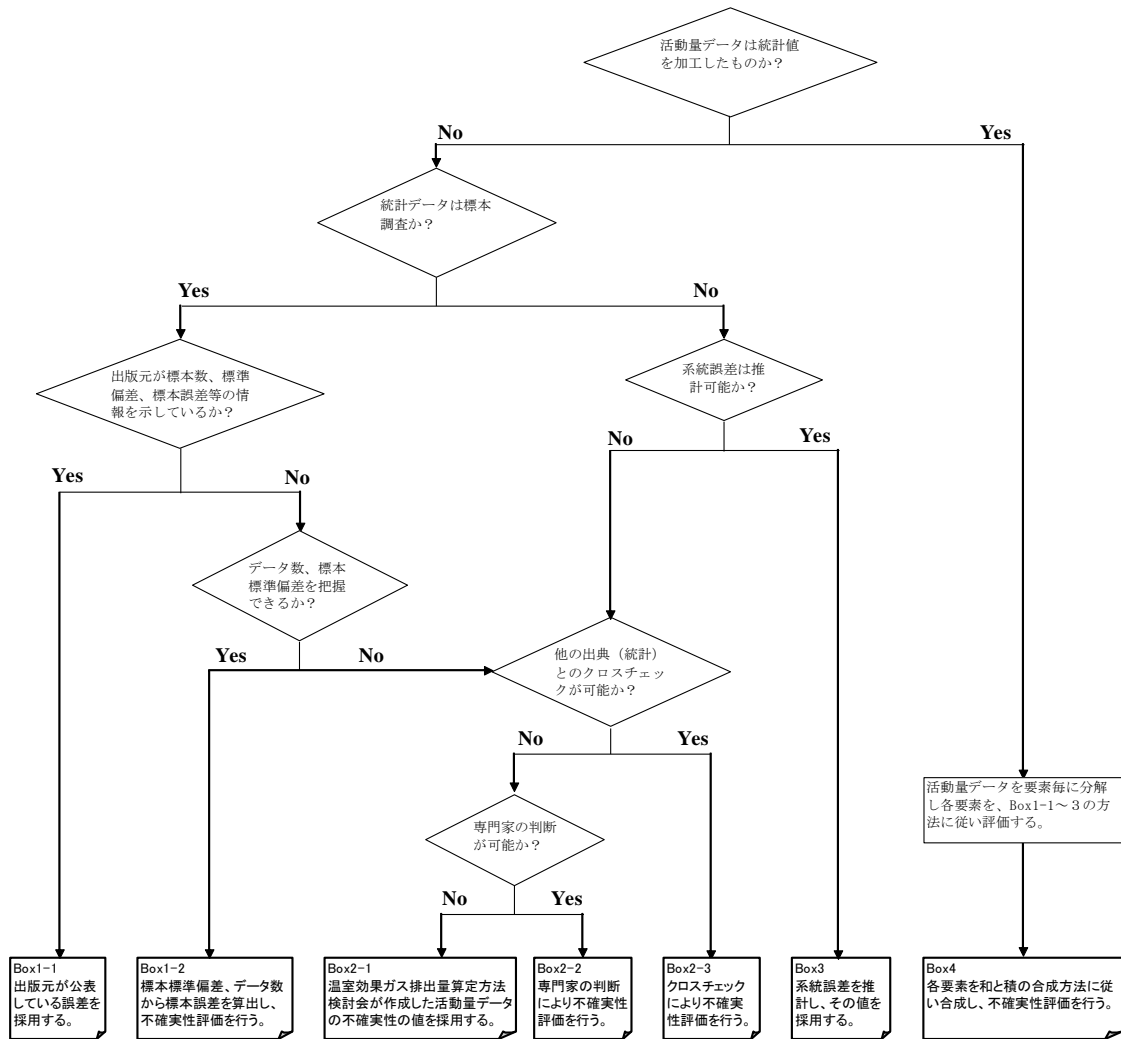 活動量データは統計値
を加工したものか？
No
Yes
統計データは標本
調査か？
Yes
No
出版元が標本数、標準
偏差、標本誤差等の情
報を示しているか？
系統誤差は推
計可能か？
Yes
No
No
Yes
データ数、標本
標準偏差を把握
できるか？
Yes
No
他の出典（統計）
とのクロスチェッ
クが可能か？
No
Yes
活動量データを要素毎に分解
し各要素を、Box1-1～３の方
法に従い評価する。
専門家の判断
が可能か？
No
Yes
Box1-1
出版元が公表
している誤差を
採用する。
Box1-2
標本標準偏差、データ数
から標本誤差を算出し、
不確実性評価を行う。
Box2-1
温室効果ガス排出量算定方法
検討会が作成した活動量データ
の不確実性の値を採用する。
Box2-2
専門家の判断
により不確実性
評価を行う。
Box2-3
クロスチェック
により不確実
性評価を行う。
Box3
系統誤差を推
計し、その値を
採用する。
Box4
各要素を和と積の合成方法に従
い合成し、不確実性評価を行う。